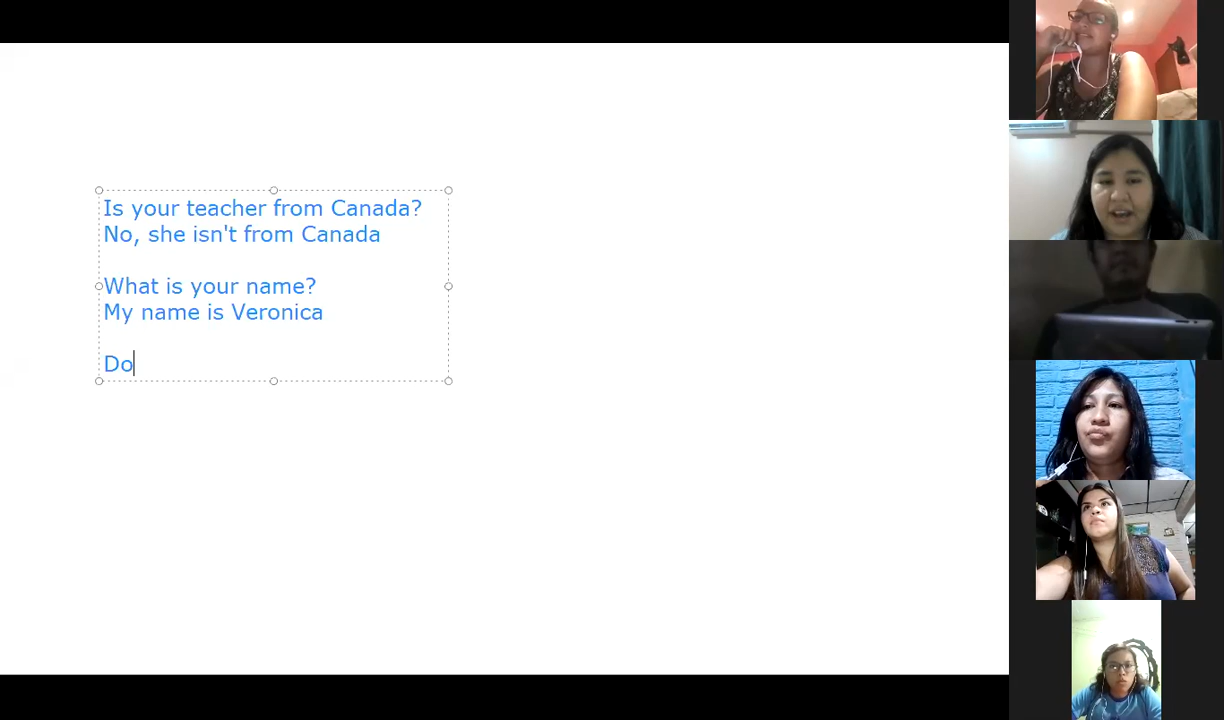 Is your teacher from Canada?
No, she isn't from Canada
What is your name?
My name is Veronica
Do